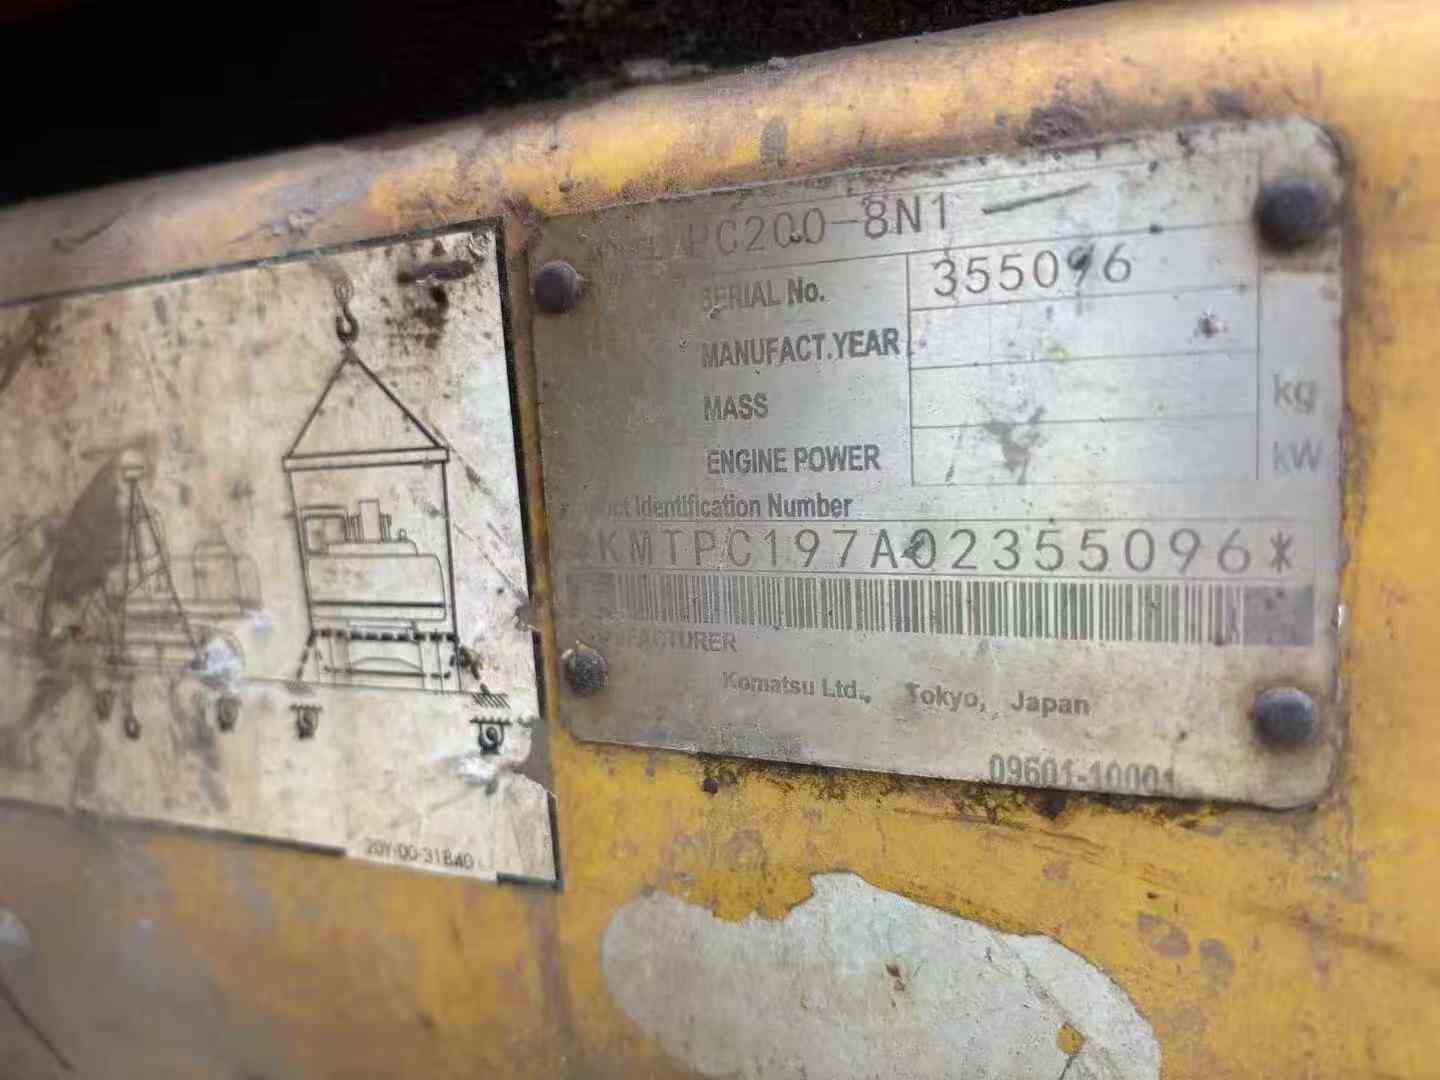 PC200-8N1
SERIAL No. 355096
MANUFACT.YEAR
MASS kg
ENGINE POWER kW
Identification Number
*KMTPC197A02355096*
MANUFACTURER
Komatsu Ltd., Tokyo, Japan
09601-10001
20Y-00-31840